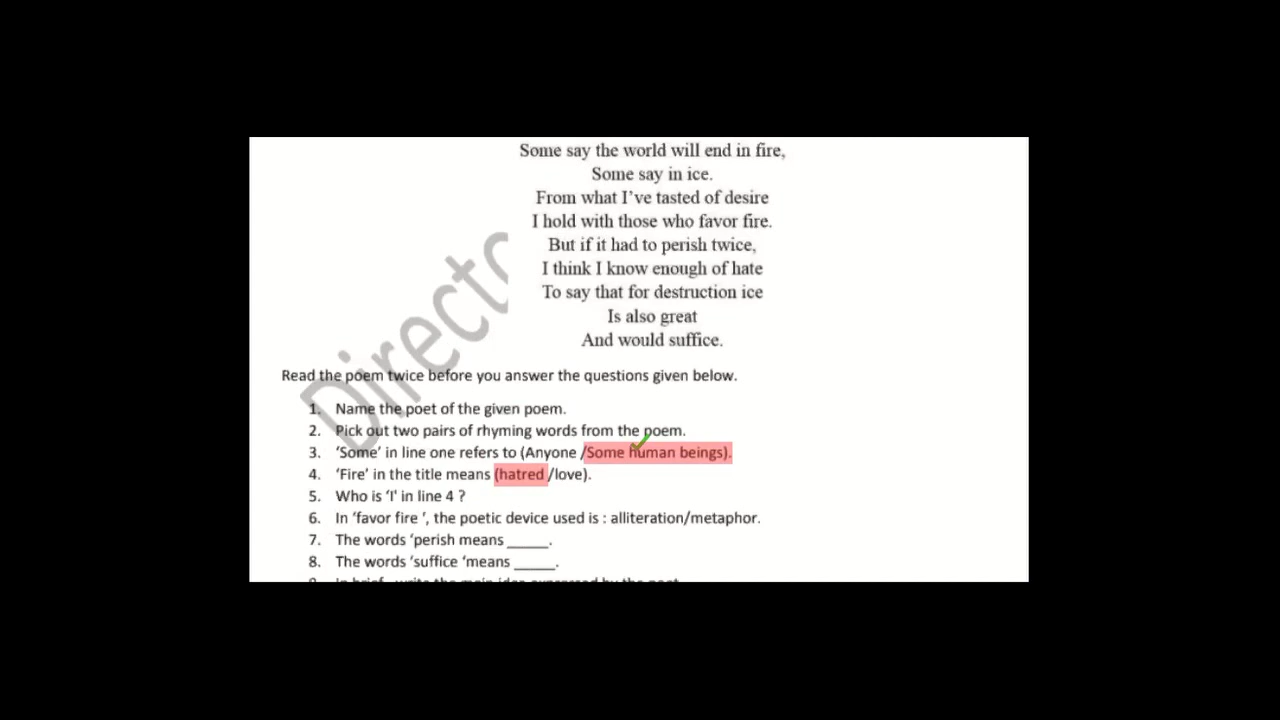 Some say the world will end in fire,
Some say in ice.
From what I've tasted of desire
I hold with those who favor fire.
But if it had to perish twice,
I think I know enough of hate
To say that for destruction ice
Is also great
And would suffice.
Read the poem twice before you answer the questions given below.
1. Name the poet of the given poem.
2. Pick out two pairs of rhyming words from the poem.
3. ‘Some’ in line one refers to (Anyone /Some human beings).
4. ‘Fire’ in the title means (hatred /love).
5. Who is ‘I’ in line 4 ?
6. In ‘favor fire ’, the poetic device used is : alliteration/metaphor.
7. The words ‘perish means _____.
8. The words ‘suffice ‘means _____.